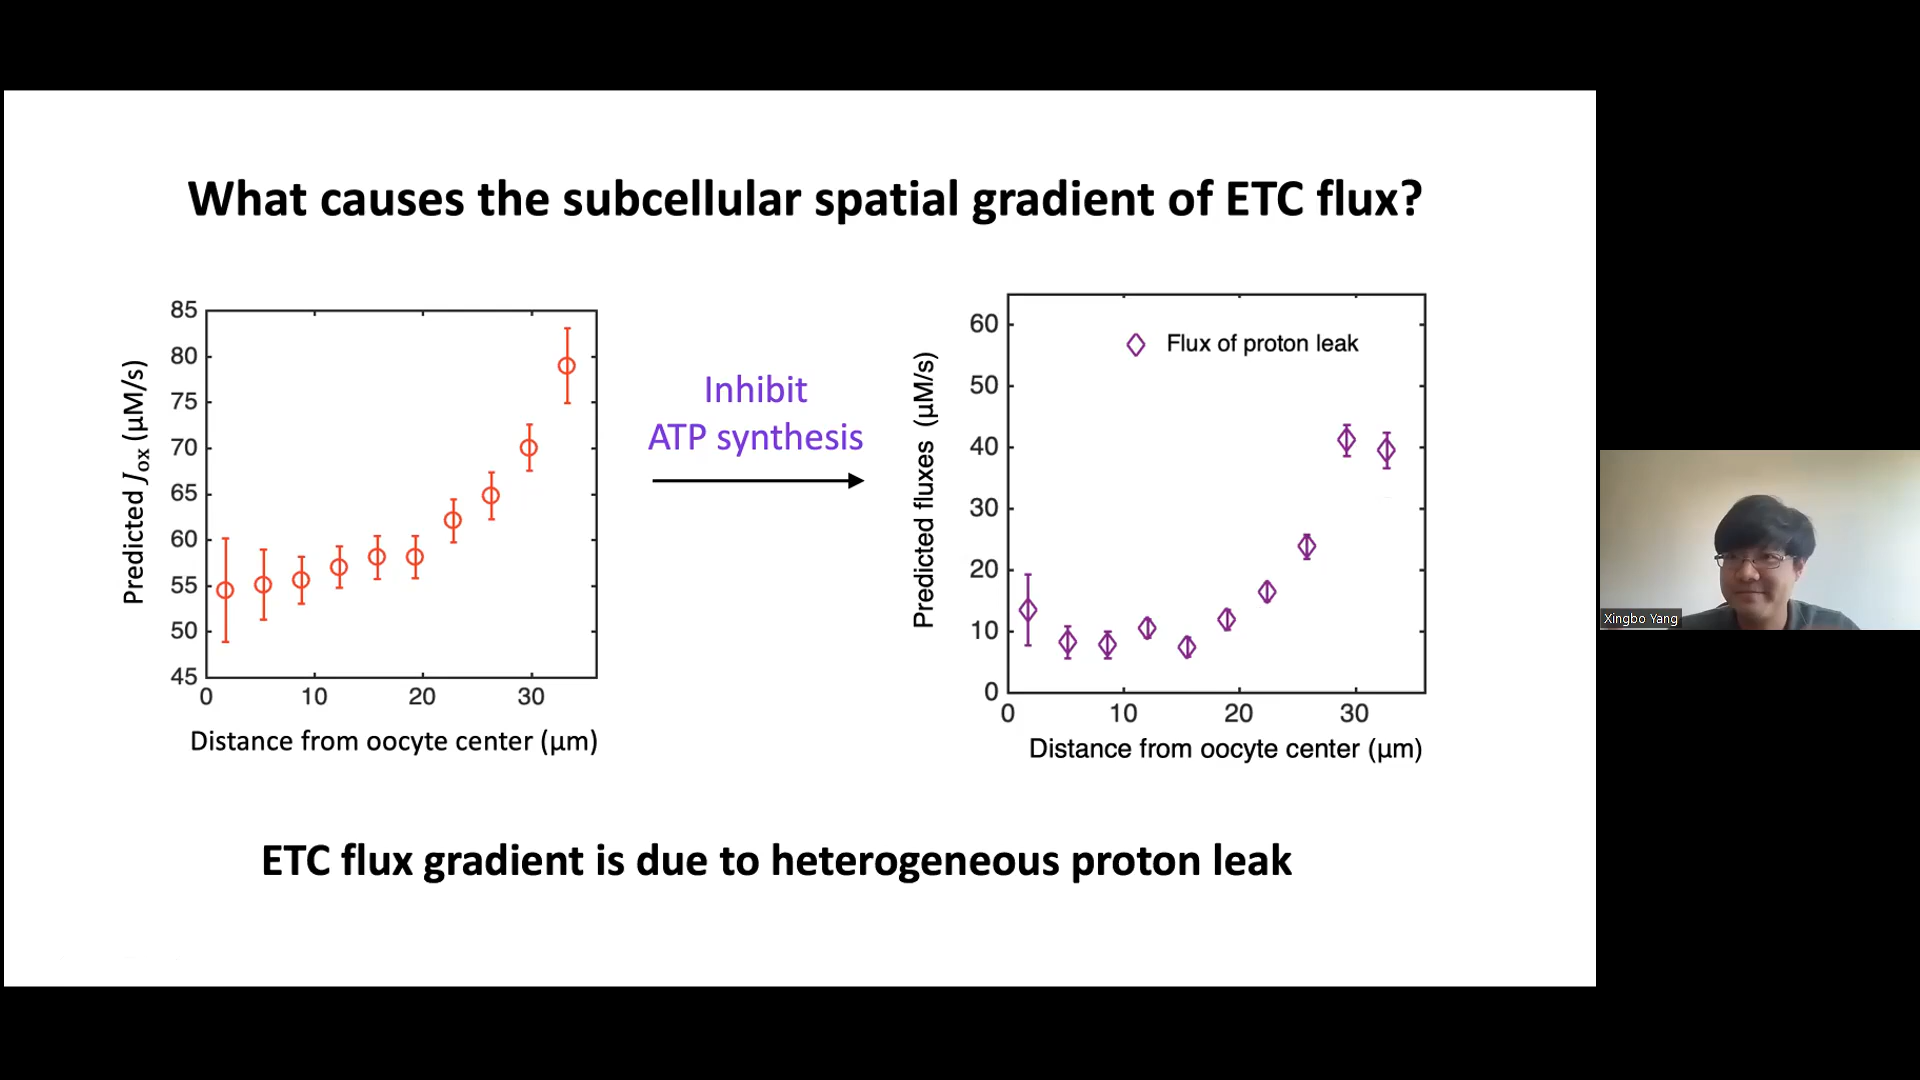 What causes the subcellular spatial gradient of ETC flux?
85
80
75
70
65
60
55
50
45
0
10
20
30
Predicted Jox (μM/s)
Distance from oocyte center (μm)
Inhibit
ATP synthesis
60
50
40
30
20
10
0
0
10
20
30
Predicted fluxes (μM/s)
Flux of proton leak
Distance from oocyte center (μm)
ETC flux gradient is due to heterogeneous proton leak
Xingbo Yang